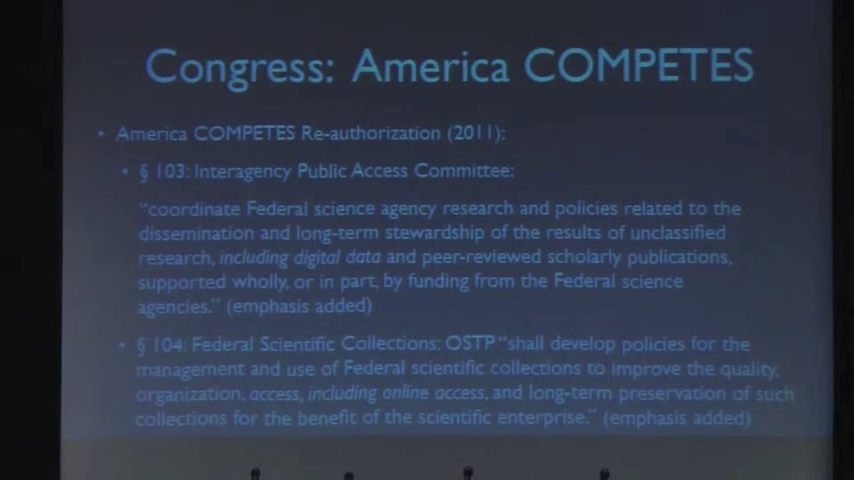 Congress: America COMPETES
• America COMPETES Re-authorization (2011):
• § 103: Interagency Public Access Committee:
“coordinate Federal science agency research and policies related to the
dissemination and long-term stewardship of the results of unclassified
research, including digital data and peer-reviewed scholarly publications,
supported wholly, or in part, by funding from the Federal science
agencies.” (emphasis added)
• § 104: Federal Scientific Collections: OSTP “shall develop policies for the
management and use of Federal scientific collections to improve the quality,
organization, access, including online access, and long-term preservation of such
collections for the benefit of the scientific enterprise.” (emphasis added)